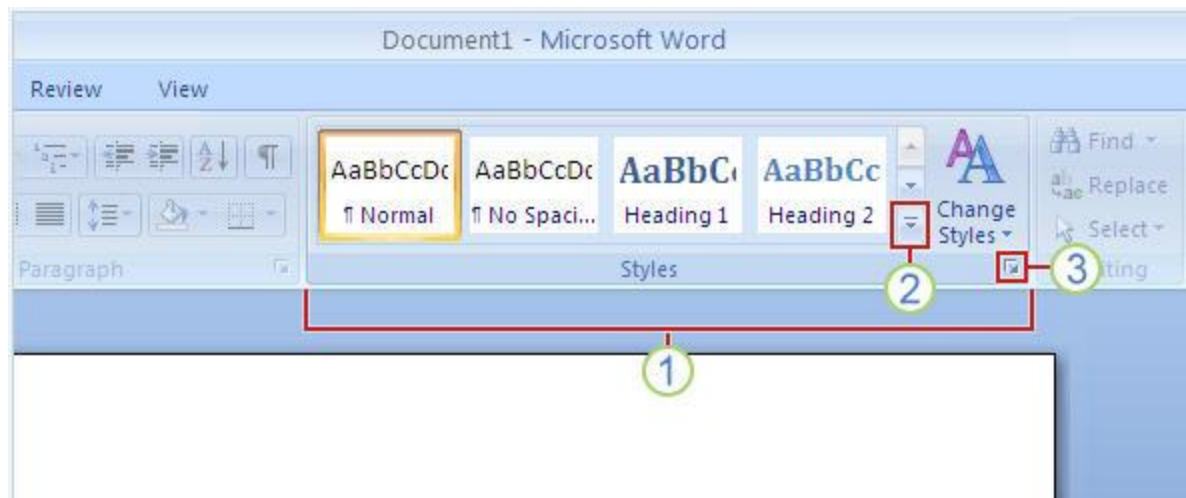 Document1 - Microsoft Word
Review View
AaBbCcDc AaBbCcDc AaBbC AaBbCc
¶ Normal ¶ No Spaci... Heading 1 Heading 2
Change
Styles
Find
Replace
Select
Paragraph
Styles
2
3
1